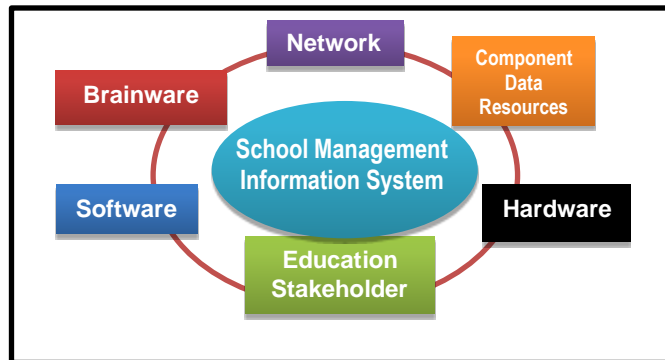 Network
Component
Data
Resources
Brainware
School Management
Information System
Software
Hardware
Education
Stakeholder